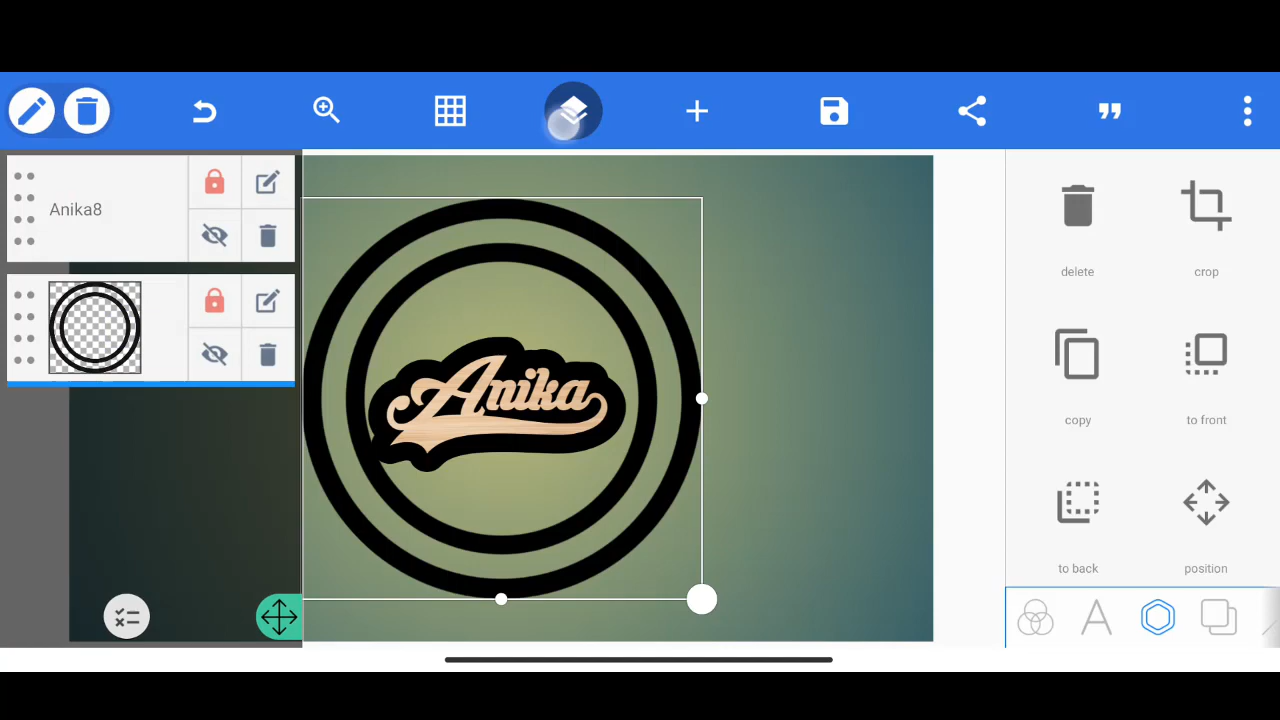 Anika8
Anika
delete
crop
copy
to front
to back
position